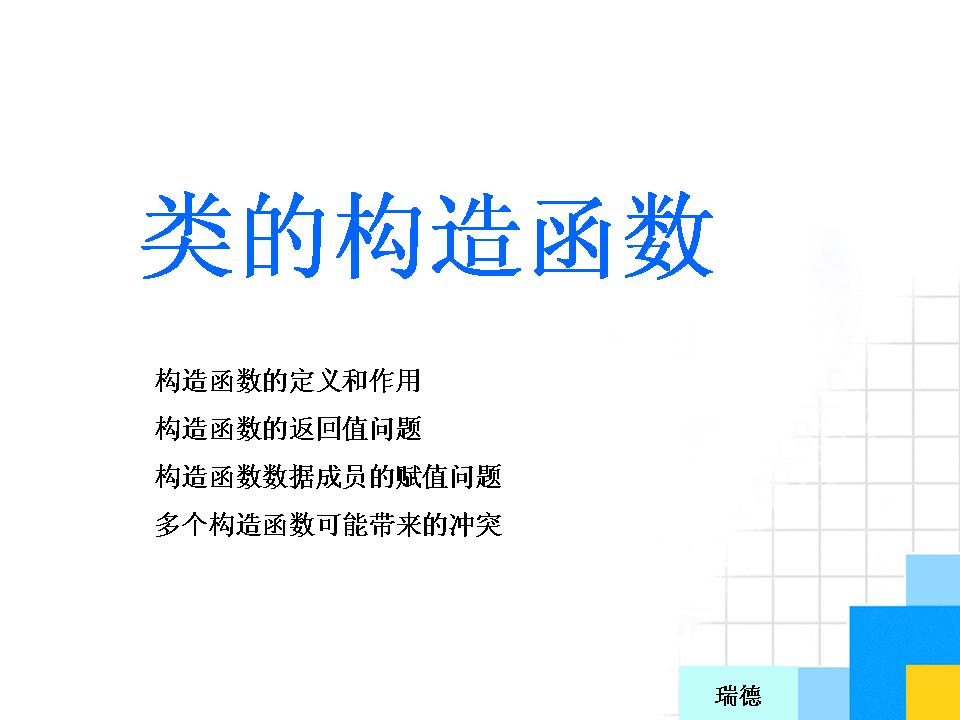 类的构造函数
构造函数的定义和作用
构造函数的返回值问题
构造函数数据成员的赋值问题
多个构造函数可能带来的冲突
瑞德